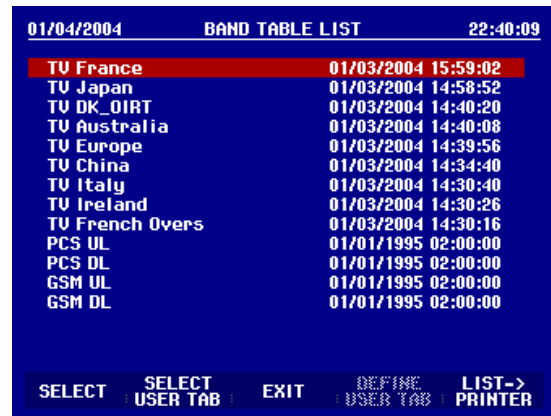 01/04/2004 BAND TABLE LIST 22:40:09
TV France 01/03/2004 15:59:02
TV Japan 01/03/2004 14:58:52
TV DK_OIRT 01/03/2004 14:40:20
TV Australia 01/03/2004 14:40:08
TV Europe 01/03/2004 14:39:56
TV China 01/03/2004 14:34:40
TV Italy 01/03/2004 14:30:40
TV Ireland 01/03/2004 14:30:26
TV French Overs 01/03/2004 14:30:16
PCS UL 01/01/1995 02:00:00
PCS DL 01/01/1995 02:00:00
GSM UL 01/01/1995 02:00:00
GSM DL 01/01/1995 02:00:00
SELECT SELECT USER TAB EXIT DEFINE USER TAB LIST-> PRINTER